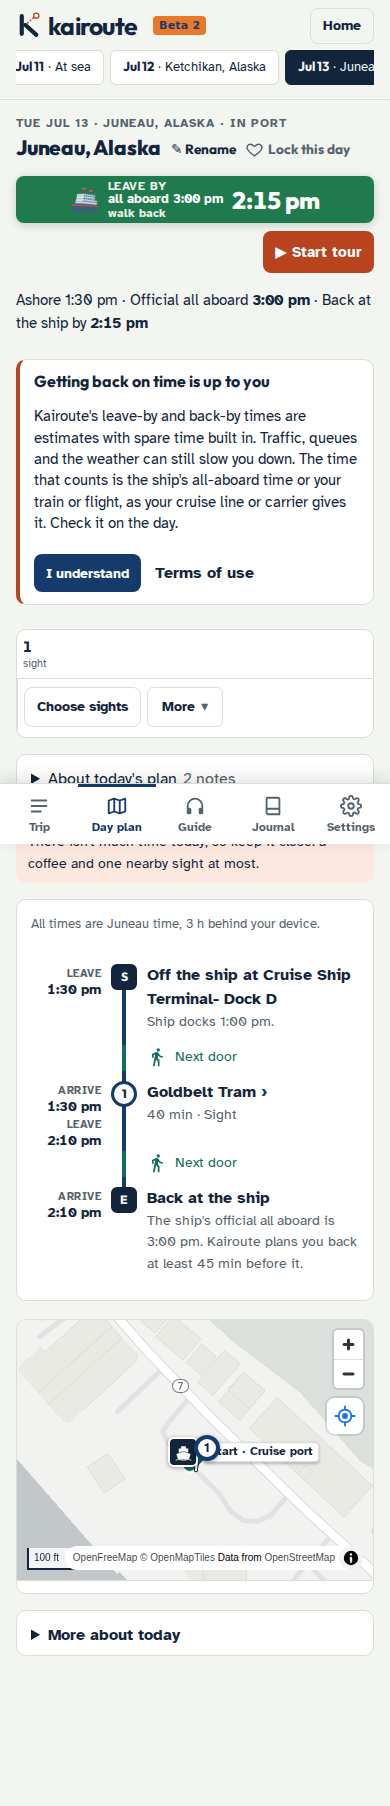 kairoute Beta 2 Home
Jul 11 · At sea Jul 12 · Ketchikan, Alaska Jul 13 · Junea
TUE JUL 13 · JUNEAU, ALASKA · IN PORT
Juneau, Alaska ✎ Rename Lock this day
LEAVE BY
all aboard 3:00 pm 2:15 pm
walk back
▶ Start tour
Ashore 1:30 pm · Official all aboard 3:00 pm · Back at
the ship by 2:15 pm
Getting back on time is up to you
Kairoute's leave-by and back-by times are
estimates with spare time built in. Traffic, queues
and the weather can still slow you down. The time
that counts is the ship's all-aboard time or your
train or flight, as your cruise line or carrier gives
it. Check it on the day.
I understand Terms of use
1
sight
Choose sights More ▾
▶ About today's plan 2 notes
Trip Day plan Guide Journal Settings
coffee and one nearby sight at most.
All times are Juneau time, 3 h behind your device.
LEAVE
1:30 pm
S
Off the ship at Cruise Ship
Terminal- Dock D
Ship docks 1:00 pm.
Next door
ARRIVE
1:30 pm
LEAVE
2:10 pm
1
Goldbelt Tram ›
40 min · Sight
Next door
ARRIVE
2:10 pm
E
Back at the ship
The ship's official all aboard is
3:00 pm. Kairoute plans you back
at least 45 min before it.
+
−
7
1 tart · Cruise port
100 ft OpenFreeMap © OpenMapTiles Data from OpenStreetMap
▶ More about today